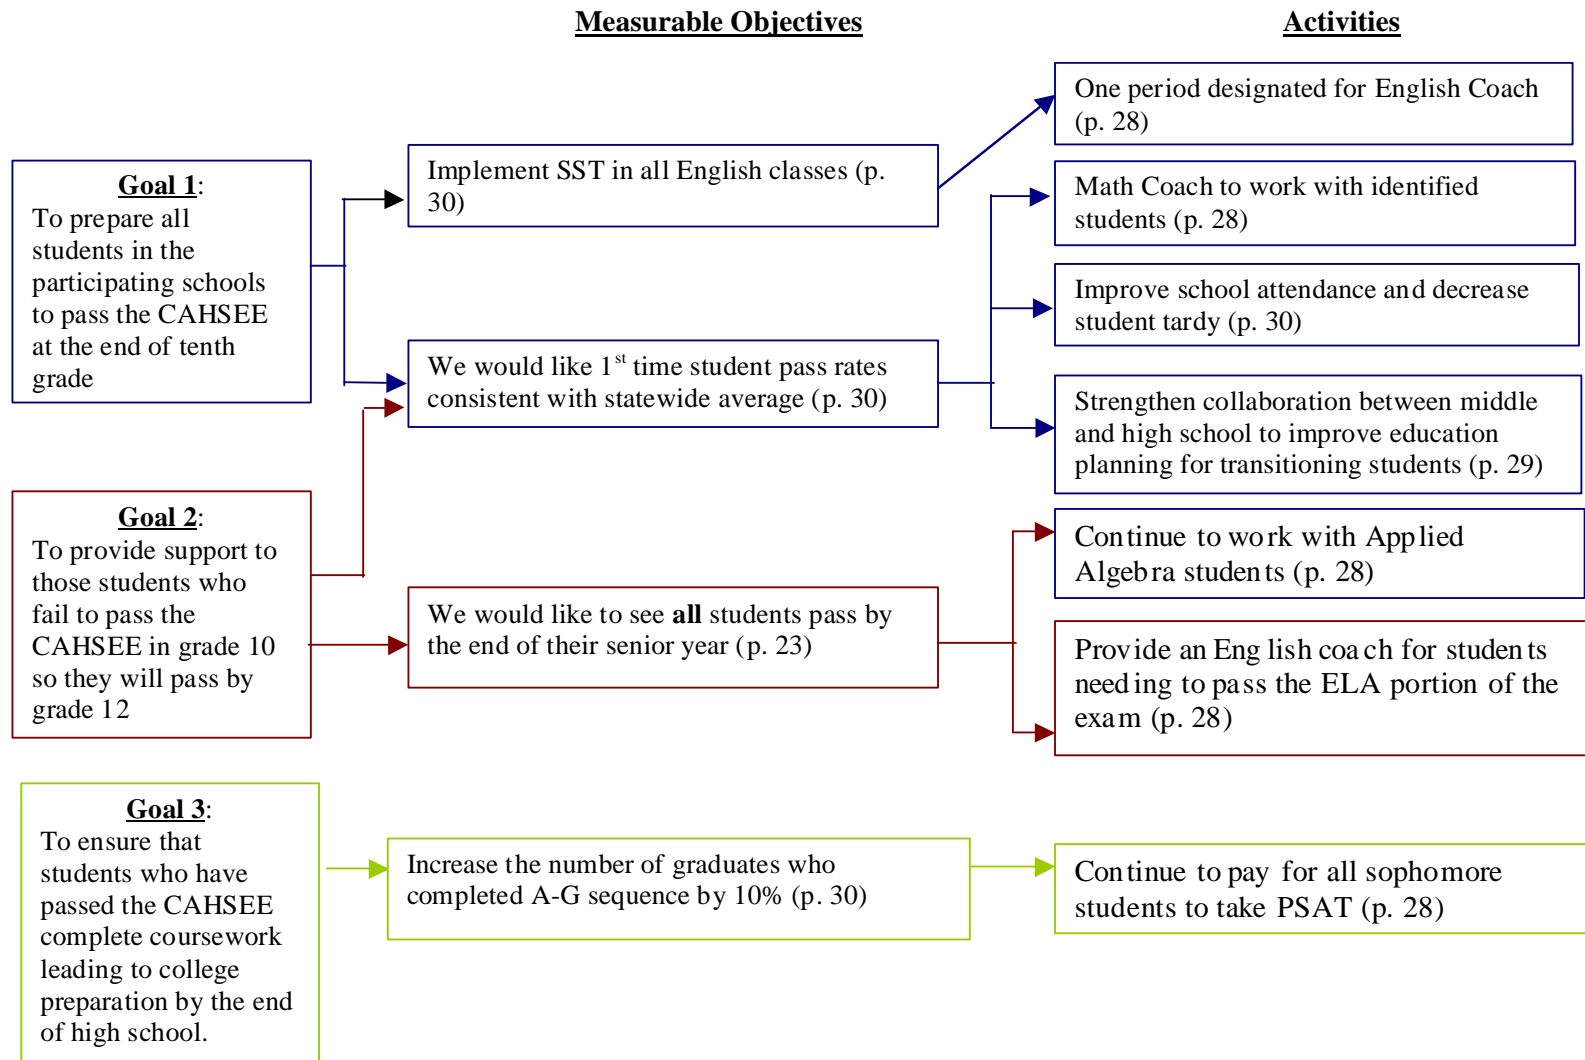 Measurable Objectives
Activities
Goal 1:
To prepare all
students in the
participating schools
to pass the CAHSEE
at the end of tenth
grade
Implement SST in all English classes (p.
30)
We would like 1st time student pass rates
consistent with statewide average (p. 30)
One period designated for English Coach
(p. 28)
Math Coach to work with identified
students (p. 28)
Improve school attendance and decrease
student tardy (p. 30)
Strengthen collaboration between middle
and high school to improve education
planning for transitioning students (p. 29)
Goal 2:
To provide support to
those students who
fail to pass the
CAHSEE in grade 10
so they will pass by
grade 12
We would like to see all students pass by
the end of their senior year (p. 23)
Continue to work with Applied
Algebra students (p. 28)
Provide an English coach for students
needing to pass the ELA portion of the
exam (p. 28)
Goal 3:
To ensure that
students who have
passed the CAHSEE
complete coursework
leading to college
preparation by the end
of high school.
Increase the number of graduates who
completed A-G sequence by 10% (p. 30)
Continue to pay for all sophomore
students to take PSAT (p. 28)